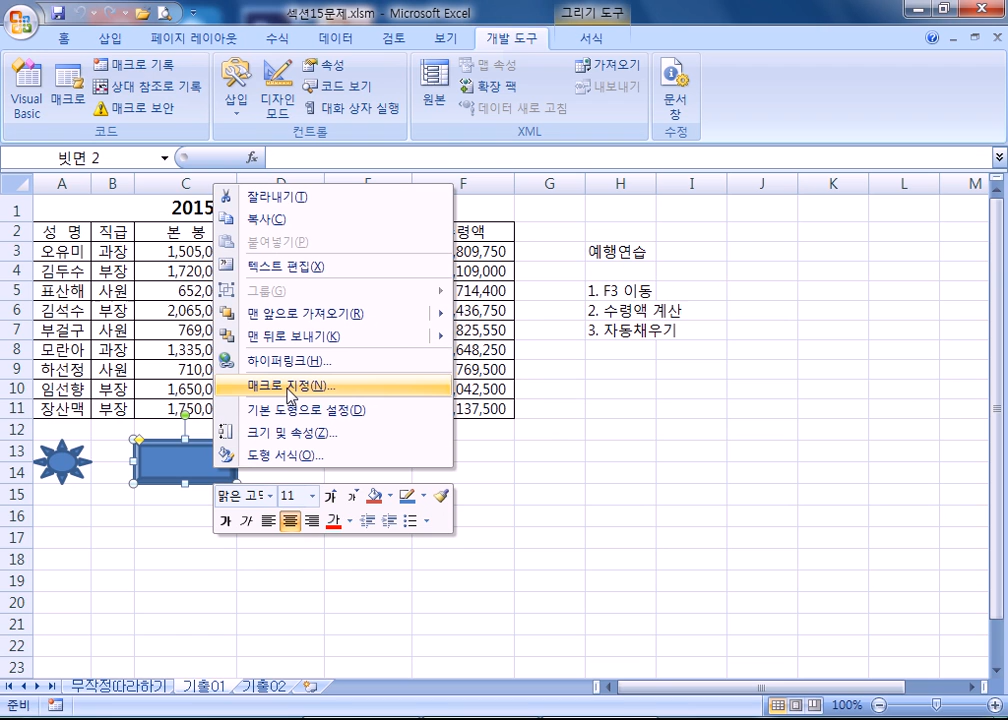 섹션15문제.xlsm - Microsoft Excel
그리기 도구
홈 삽입 페이지 레이아웃 수식 데이터 검토 보기 개발 도구 서식
Visual Basic
매크로
매크로 기록
상대 참조로 기록
매크로 보안
코드
삽입
디자인 모드
속성
코드 보기
대화 상자 실행
컨트롤
원본
맵 속성
확장 팩
데이터 새로 고침
가져오기
내보내기
XML
문서 창
수정
빗면 2
fx
A B C D E F G H I J K L M
1 2015
2 성 명 직급 본 봉 수령액
3 오유미 과장 1,505,0 809,750 예행연습
4 김두수 부장 1,720,0 109,000
5 표산해 사원 652,0 714,400 1. F3 이동
6 김석수 부장 2,065,0 436,750 2. 수령액 계산
7 부걸구 사원 769,0 825,550 3. 자동채우기
8 모란아 과장 1,335,0 648,250
9 하선정 사원 710,0 769,500
10 임선향 부장 1,650,0 042,500
11 장산맥 부장 1,750,0 137,500
12
13
14
15
16
17
18
19
20
21
22
23
잘라내기(T)
복사(C)
붙여넣기(P)
텍스트 편집(X)
그룹(G)
맨 앞으로 가져오기(R)
맨 뒤로 보내기(K)
하이퍼링크(H)...
매크로 지정(N)...
기본 도형으로 설정(D)
크기 및 속성(Z)...
도형 서식(O)...
맑은 고딕 11 가 가
가 가 가
무작정따라하기 기출01 기출02
준비
100%